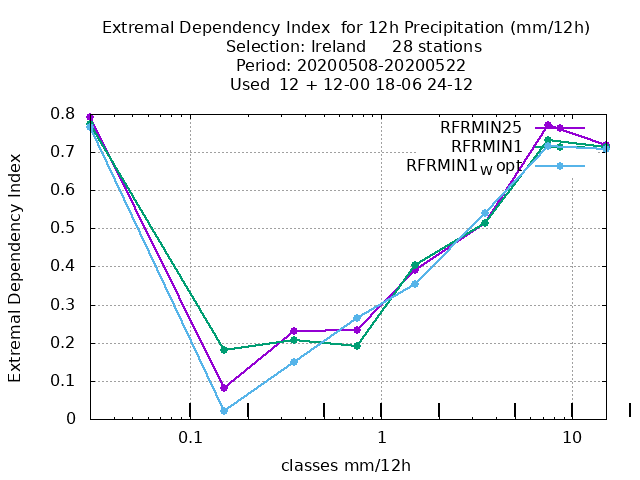 Extremal Dependency Index for 12h Precipitation (mm/12h)
Selection: Ireland 28 stations
Period: 20200508-20200522
Used 12 + 12-00 18-06 24-12
RFRMIN25
RFRMIN1
RFRMIN1W opt
0.8
0.7
0.6
0.5
0.4
0.3
0.2
0.1
0
Extremal Dependency Index
0.1 1 10
classes mm/12h